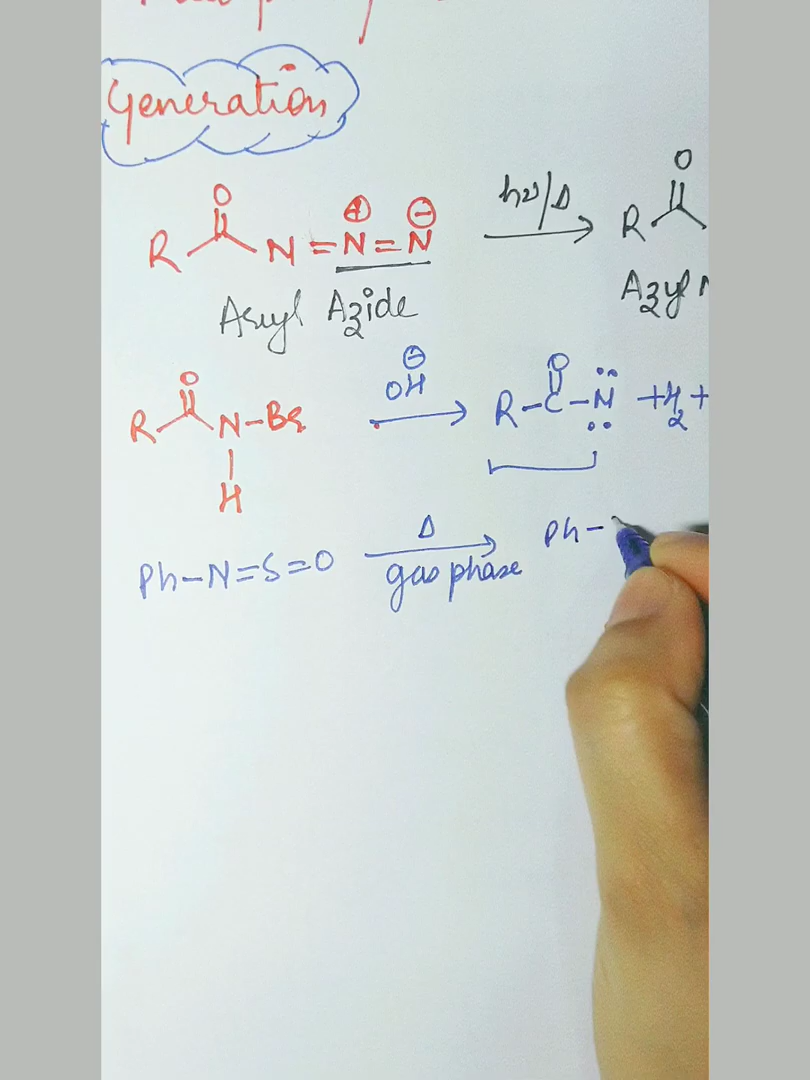 Generation
O
R N=N=N ⊕ ⊖ hν/Δ R O
Acyl Azide Azyl N
O
R N-Br OH ⊖ R-C-N O +H2+
H
Ph-N=S=O Δ gas phase Ph-